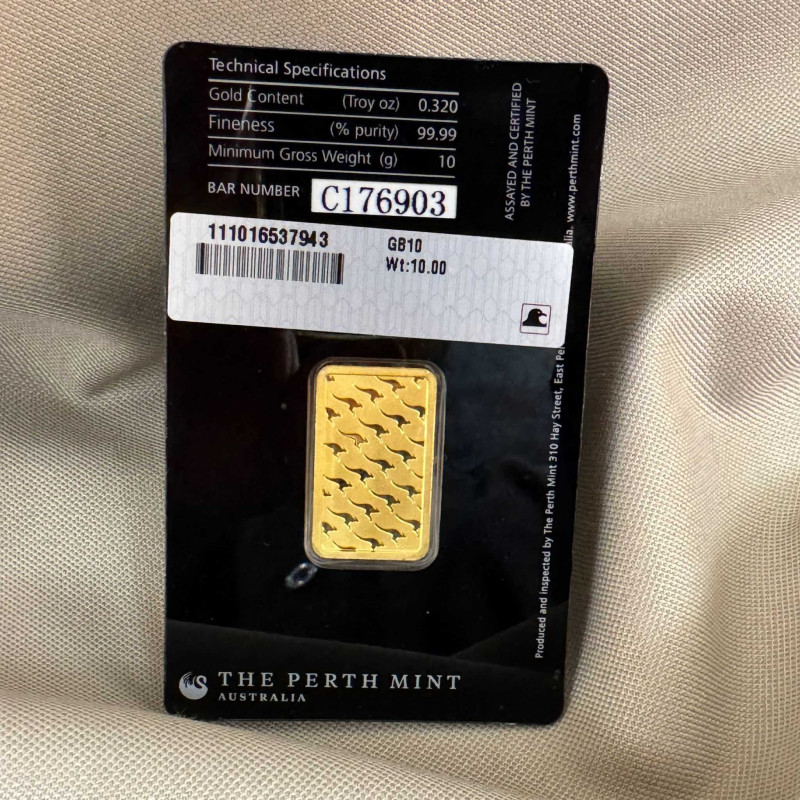 Technical Specifications
Gold Content (Troy oz) 0.320
Fineness (% purity) 99.99
Minimum Gross Weight (g) 10
BAR NUMBER C176903
ASSAYED AND CERTIFIED
BY THE PERTH MINT
111016537943
GB10
Wt:10.00
Produced and inspected by The Perth Mint 310 Hay Street, East
www.perthmint.com
THE PERTH MINT
AUSTRALIA